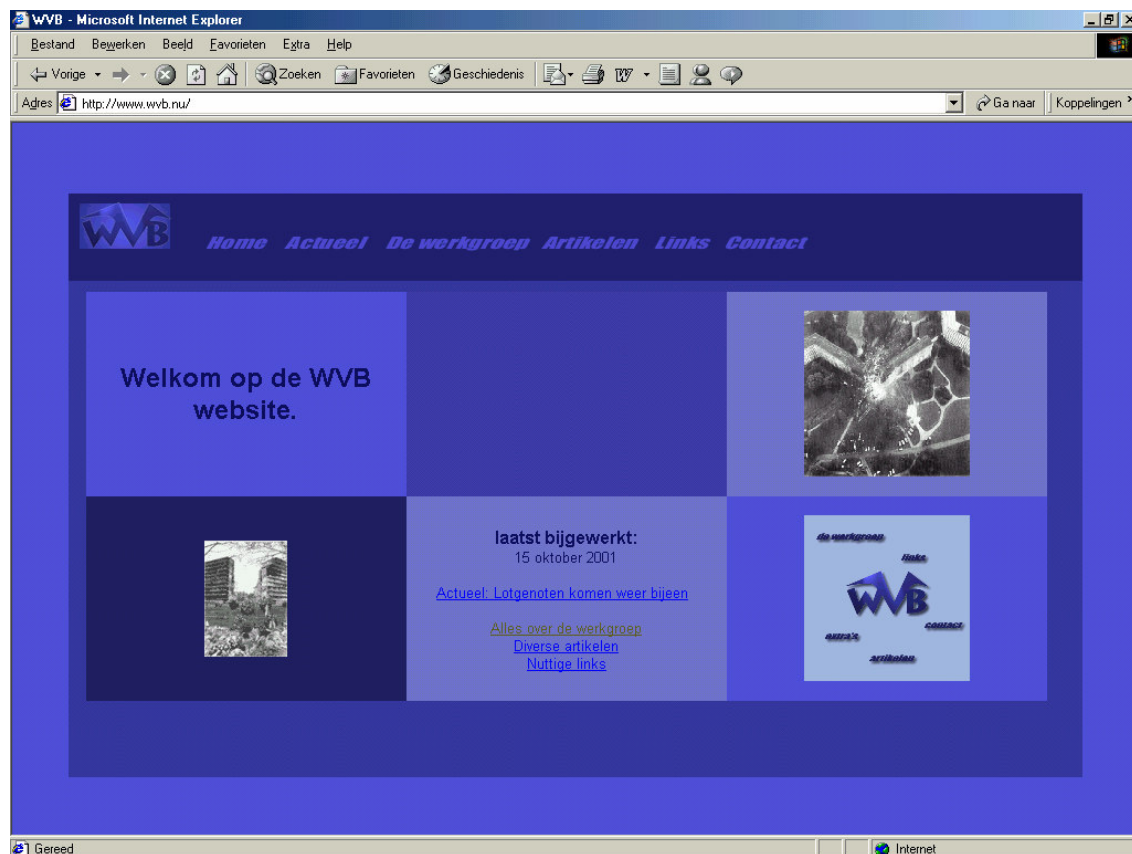 WVB - Microsoft Internet Explorer
Bestand Bewerken Beeld Favorieten Extra Help
Vorige Zoeken Favorieten Geschiedenis
Adres http://www.wvb.nu/ Ga naar Koppelingen
WVB Home Actueel De werkgroep Artikelen Links Contact
Welkom op de WVB
website.
laatst bijgewerkt:
15 oktober 2001
Actueel: Lotgenoten komen weer bijeen
Alles over de werkgroep
Diverse artikelen
Nuttige links
de werkgroep
links
WVB
contact
extra's
artikelen
Gereed Internet